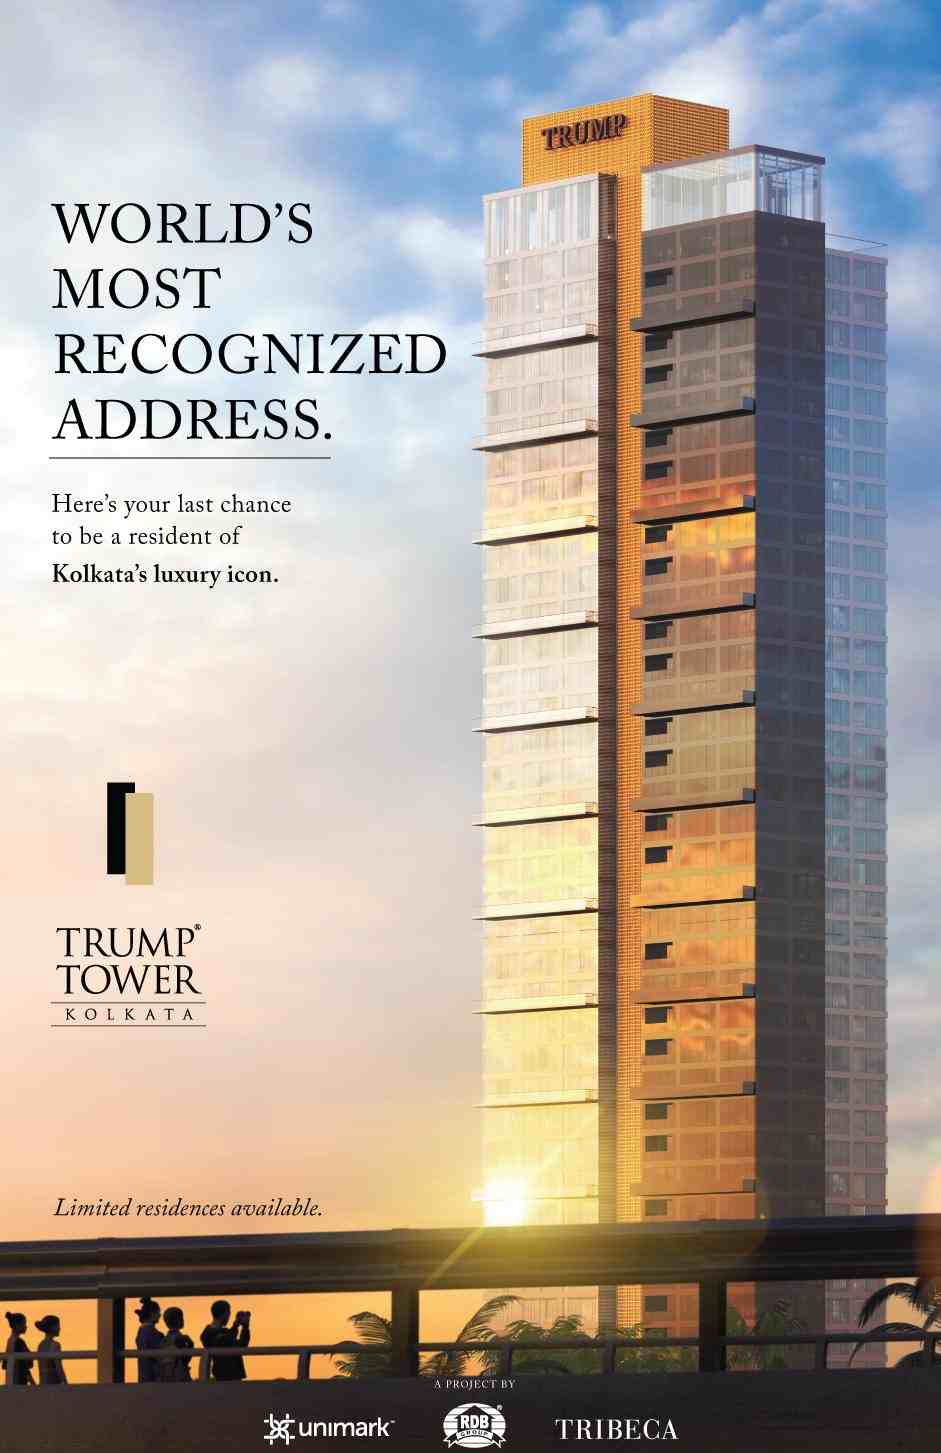 TRUMP
WORLD'S
MOST
RECOGNIZED
ADDRESS.
Here's your last chance
to be a resident of
Kolkata's luxury icon.
TRUMP®
TOWER
KOLKATA
Limited residences available.
A PROJECT BY
unimark™
RDB®
GROUP
TRIBECA